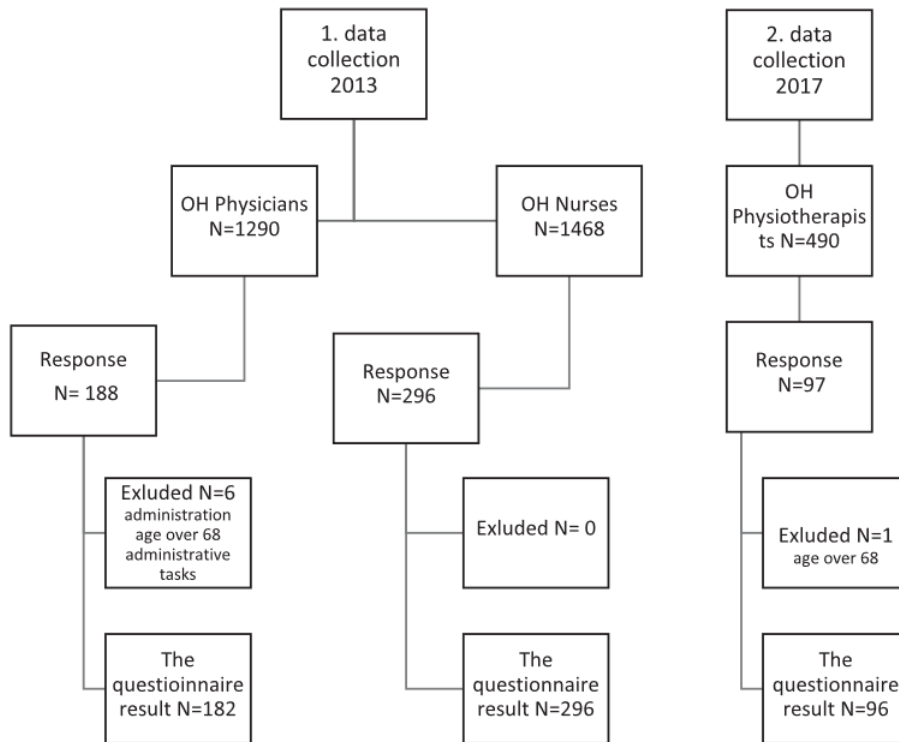 1. data
collection
2013
2. data
collection
2017
OH Physicians
N=1290
OH Nurses
N=1468
OH
Physiotherapis
ts N=490
Response
N= 188
Response
N=296
Response
N=97
Exluded N=6
administration
age over 68
administrative
tasks
Exluded N= 0
Exluded N=1
age over 68
The
questioinnaire
result N=182
The
questionnaire
result N=296
The
questionnaire
result N=96